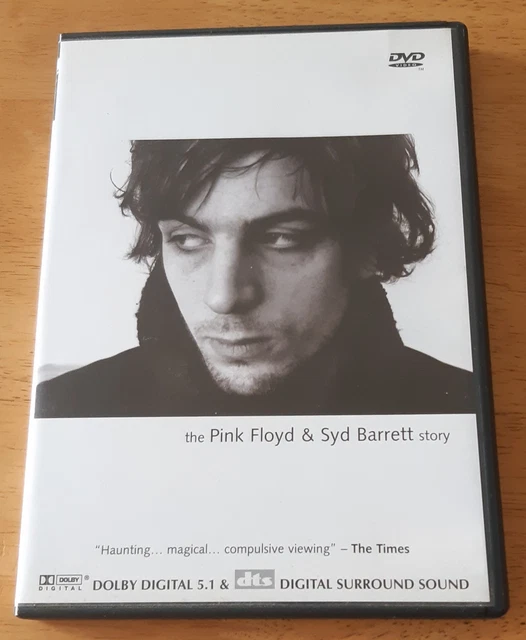 DVD
VIDEO
the Pink Floyd & Syd Barrett story
“Haunting... magical... compulsive viewing” – The Times
DOLBY
DIGITAL
DOLBY DIGITAL 5.1 & dts DIGITAL SURROUND SOUND